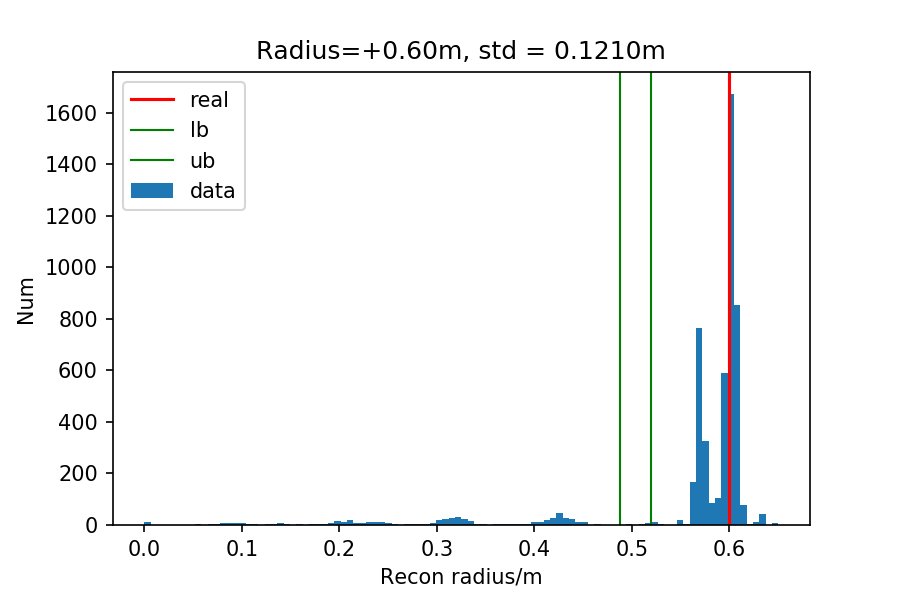 Radius=+0.60m, std = 0.1210m
real
lb
ub
data
1600
1400
1200
1000
800
600
400
200
0
Num
0.0 0.1 0.2 0.3 0.4 0.5 0.6
Recon radius/m